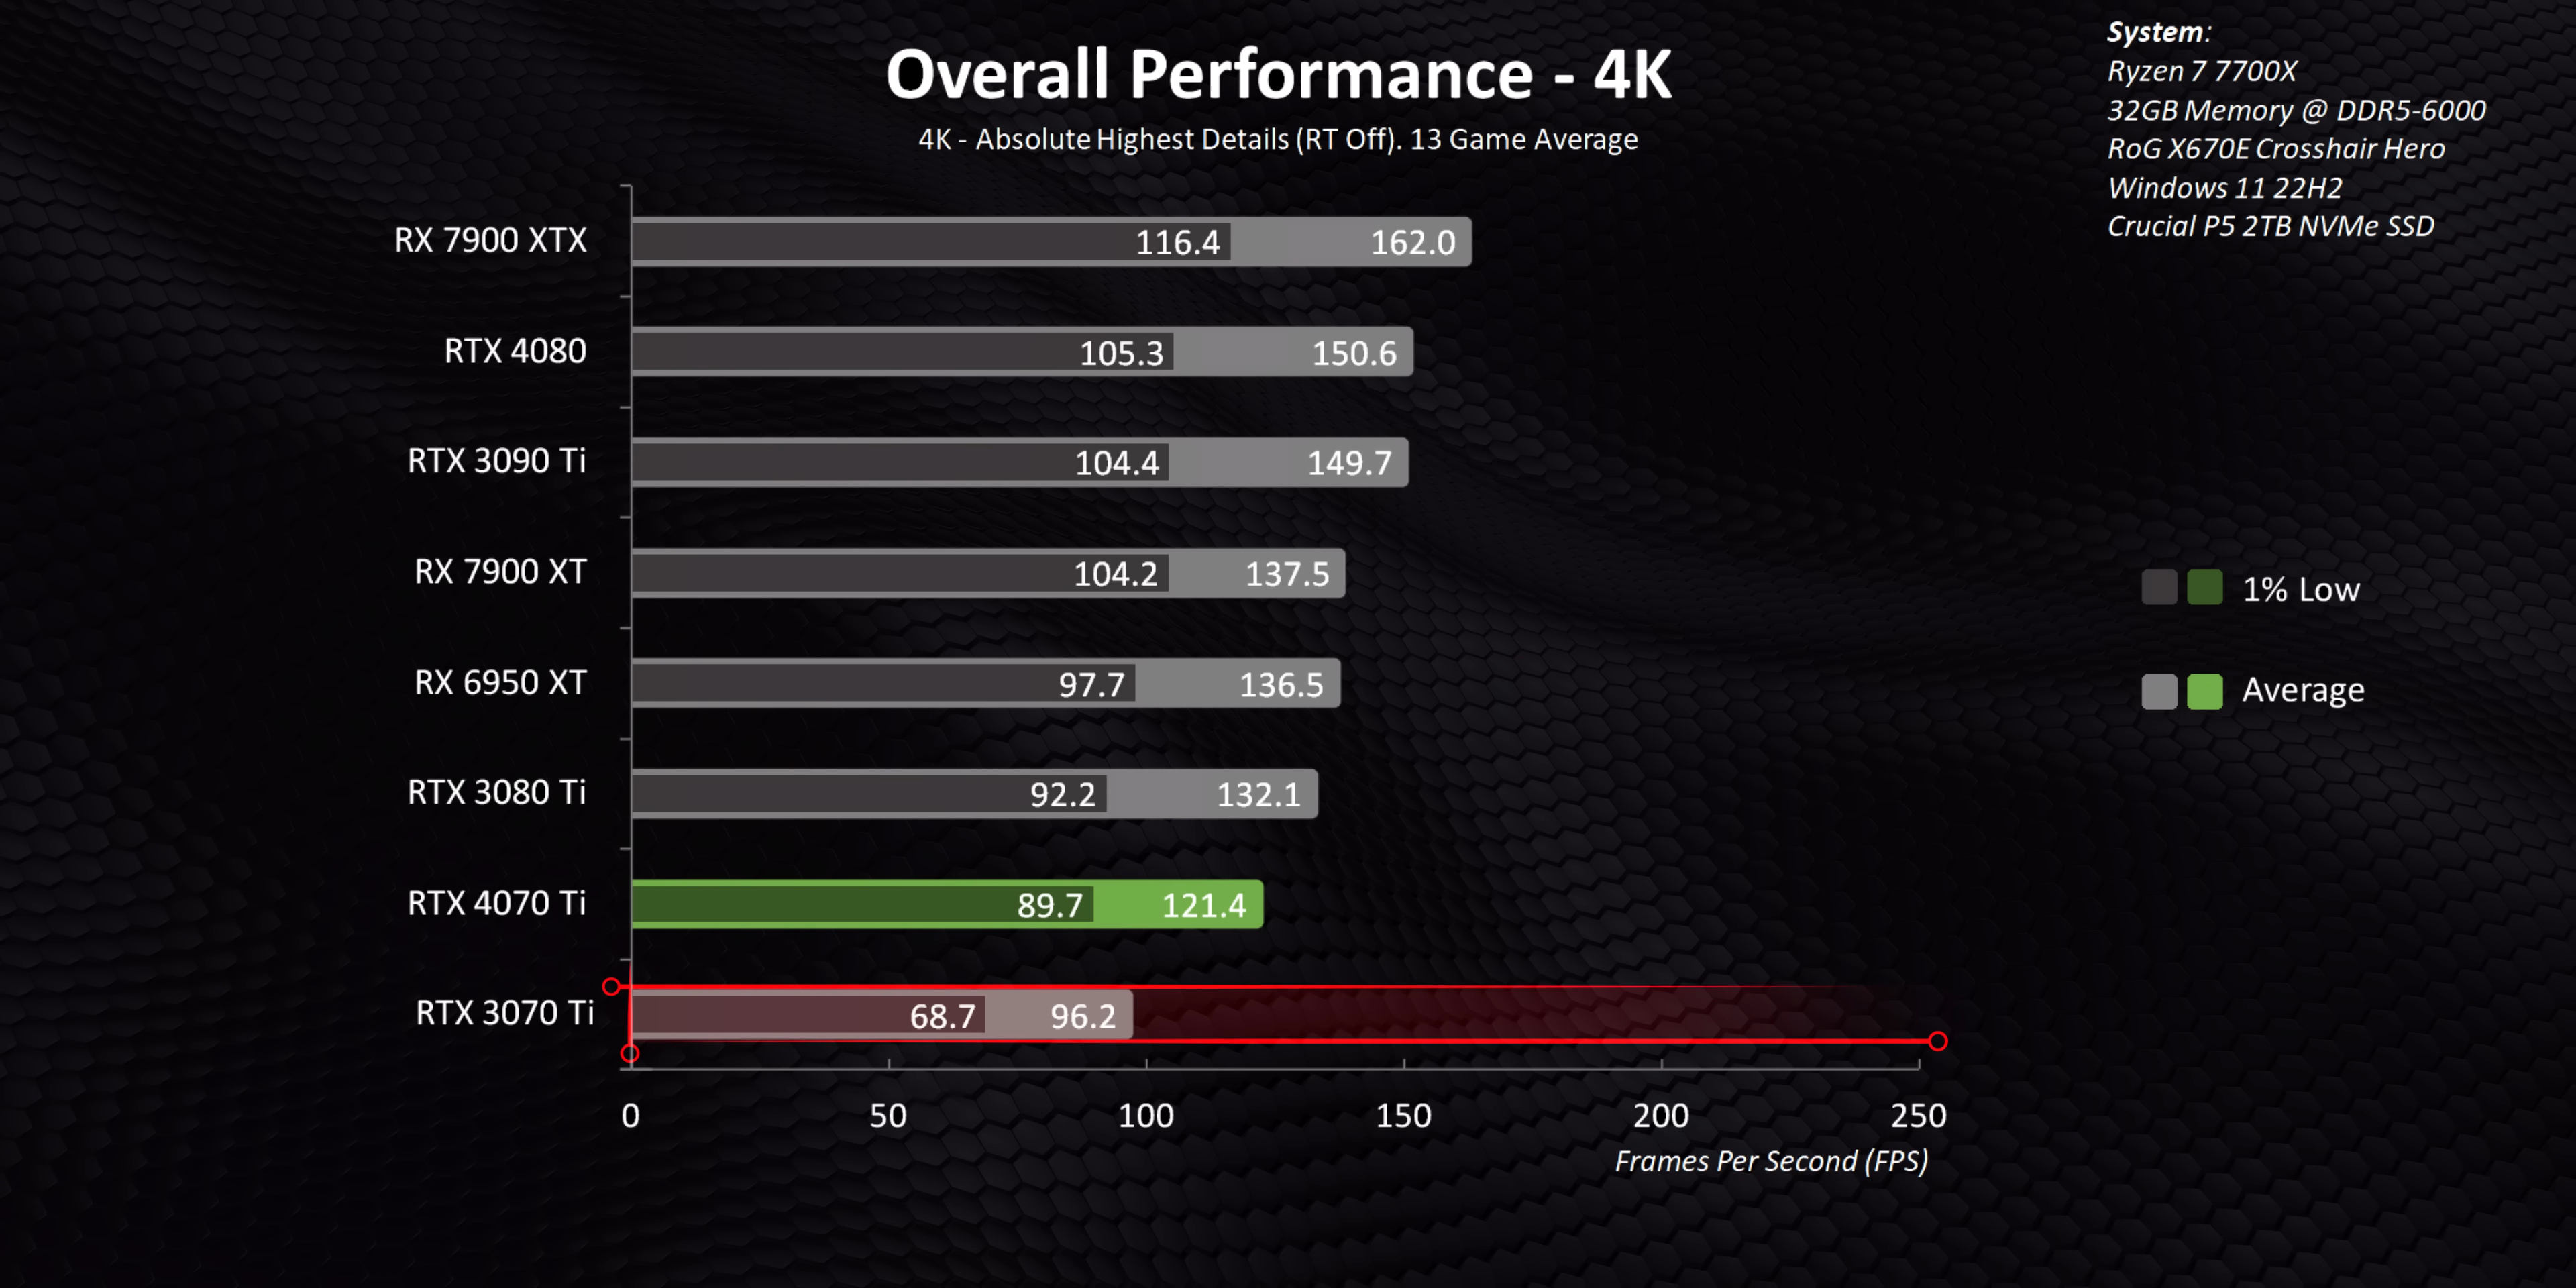 Overall Performance - 4K
4K - Absolute Highest Details (RT Off). 13 Game Average
System:
Ryzen 7 7700X
32GB Memory @ DDR5-6000
RoG X670E Crosshair Hero
Windows 11 22H2
Crucial P5 2TB NVMe SSD
RX 7900 XTX 116.4 162.0
RTX 4080 105.3 150.6
RTX 3090 Ti 104.4 149.7
RX 7900 XT 104.2 137.5
RX 6950 XT 97.7 136.5
RTX 3080 Ti 92.2 132.1
RTX 4070 Ti 89.7 121.4
RTX 3070 Ti 68.7 96.2
1% Low
Average
0 50 100 150 200 250
Frames Per Second (FPS)